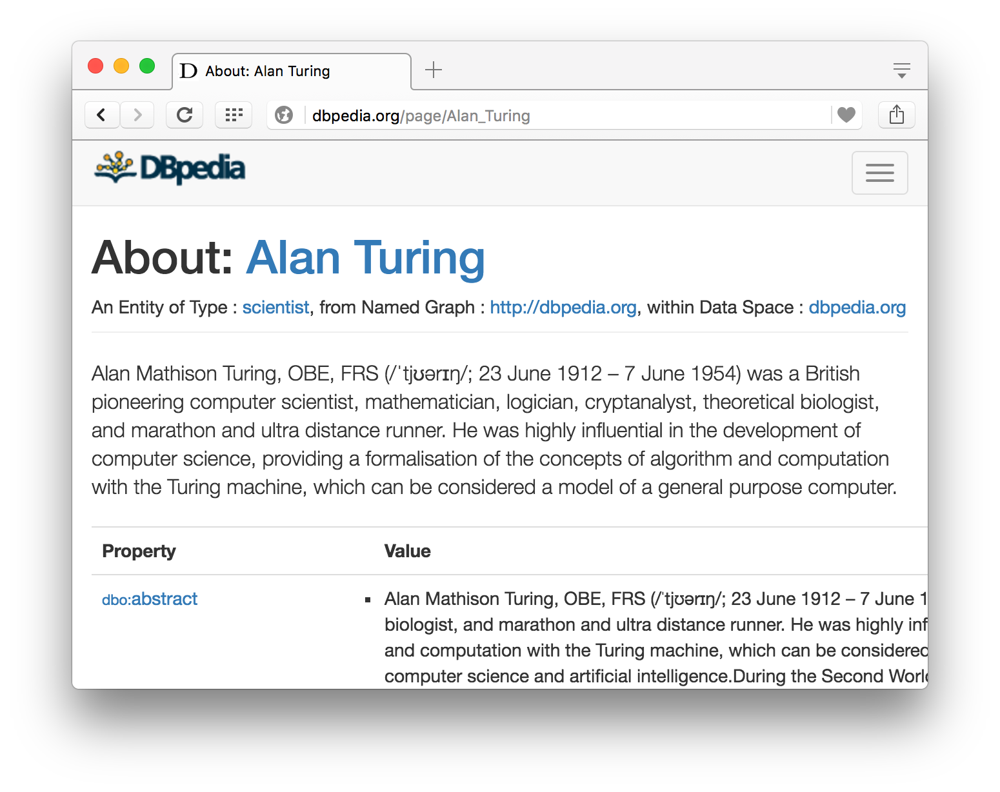 D About: Alan Turing
dbpedia.org/page/Alan_Turing
DBpedia
About: Alan Turing
An Entity of Type : scientist, from Named Graph : http://dbpedia.org, within Data Space : dbpedia.org
Alan Mathison Turing, OBE, FRS (/ˈtjʊərɪŋ/; 23 June 1912 – 7 June 1954) was a British
pioneering computer scientist, mathematician, logician, cryptanalyst, theoretical biologist,
and marathon and ultra distance runner. He was highly influential in the development of
computer science, providing a formalisation of the concepts of algorithm and computation
with the Turing machine, which can be considered a model of a general purpose computer.
Property Value
dbo:abstract ▪ Alan Mathison Turing, OBE, FRS (/ˈtjʊərɪŋ/; 23 June 1912 – 7 June 1
biologist, and marathon and ultra distance runner. He was highly inf
and computation with the Turing machine, which can be considered
computer science and artificial intelligence.During the Second Worl